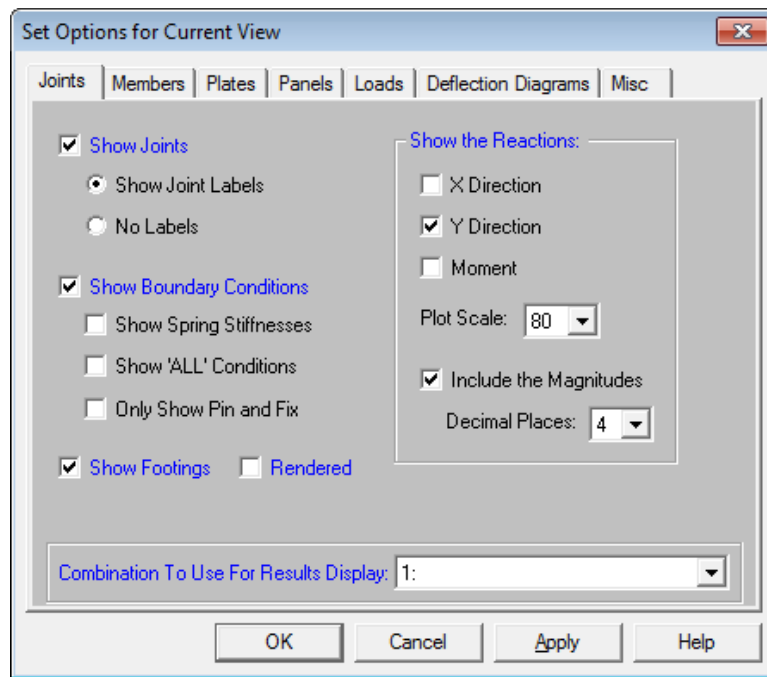 Set Options for Current View
Joints Members Plates Panels Loads Deflection Diagrams Misc
Show Joints
Show Joint Labels
No Labels
Show Boundary Conditions
Show Spring Stiffnesses
Show 'ALL' Conditions
Only Show Pin and Fix
Show Footings Rendered
Show the Reactions:
X Direction
Y Direction
Moment
Plot Scale: 80
Include the Magnitudes
Decimal Places: 4
Combination To Use For Results Display: 1:
OK Cancel Apply Help